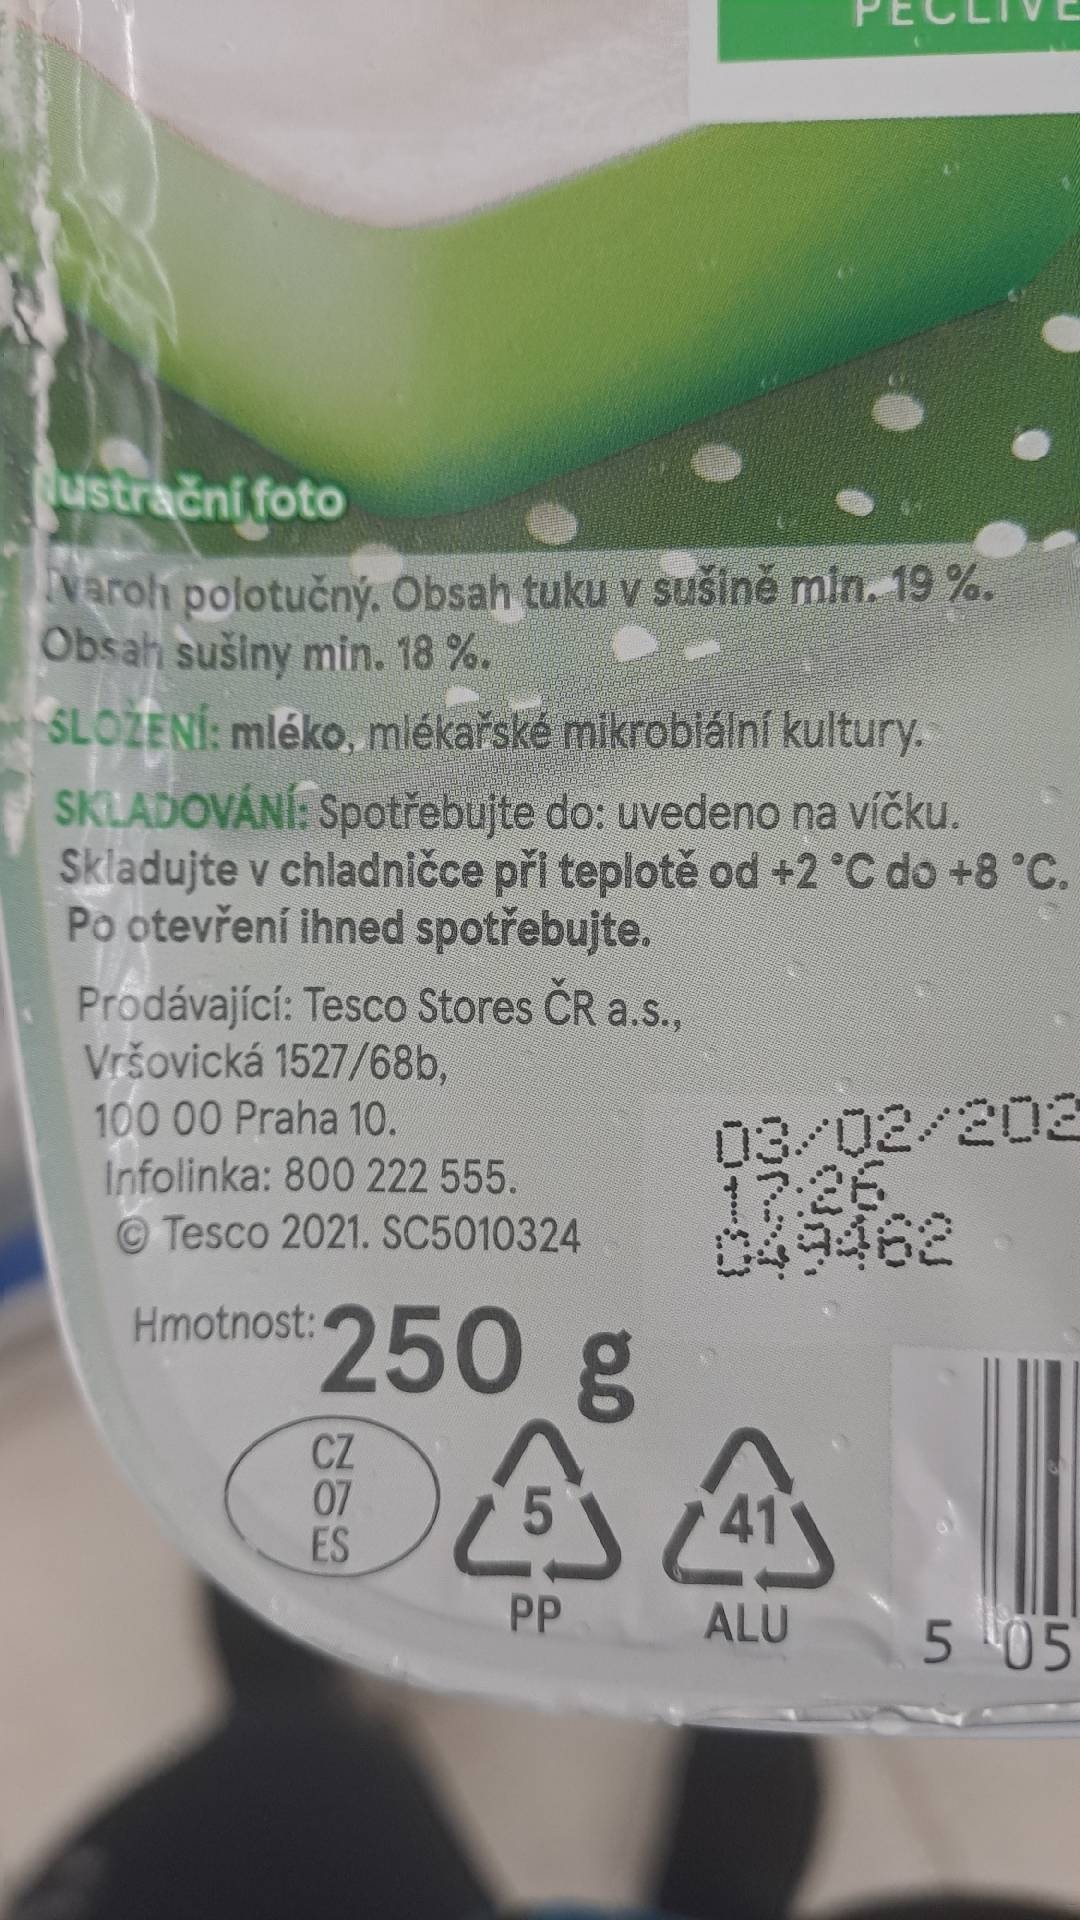 PEČLIVĚ
Ilustrační foto
Tvaroh polotučný. Obsah tuku v sušině min. 19 %.
Obsah sušiny min. 18 %.
SLOŽENÍ: mléko, mlékařské mikrobiální kultury.
SKLADOVÁNÍ: Spotřebujte do: uvedeno na víčku.
Skladujte v chladničce při teplotě od +2 °C do +8 °C.
Po otevření ihned spotřebujte.
Prodávající: Tesco Stores ČR a.s.,
Vršovická 1527/68b,
100 00 Praha 10.
Infolinka: 800 222 555.
© Tesco 2021. SC5010324
03/02/202
17:26
049462
Hmotnost: 250 g
CZ
07
ES
5
PP
41
ALU
5 05